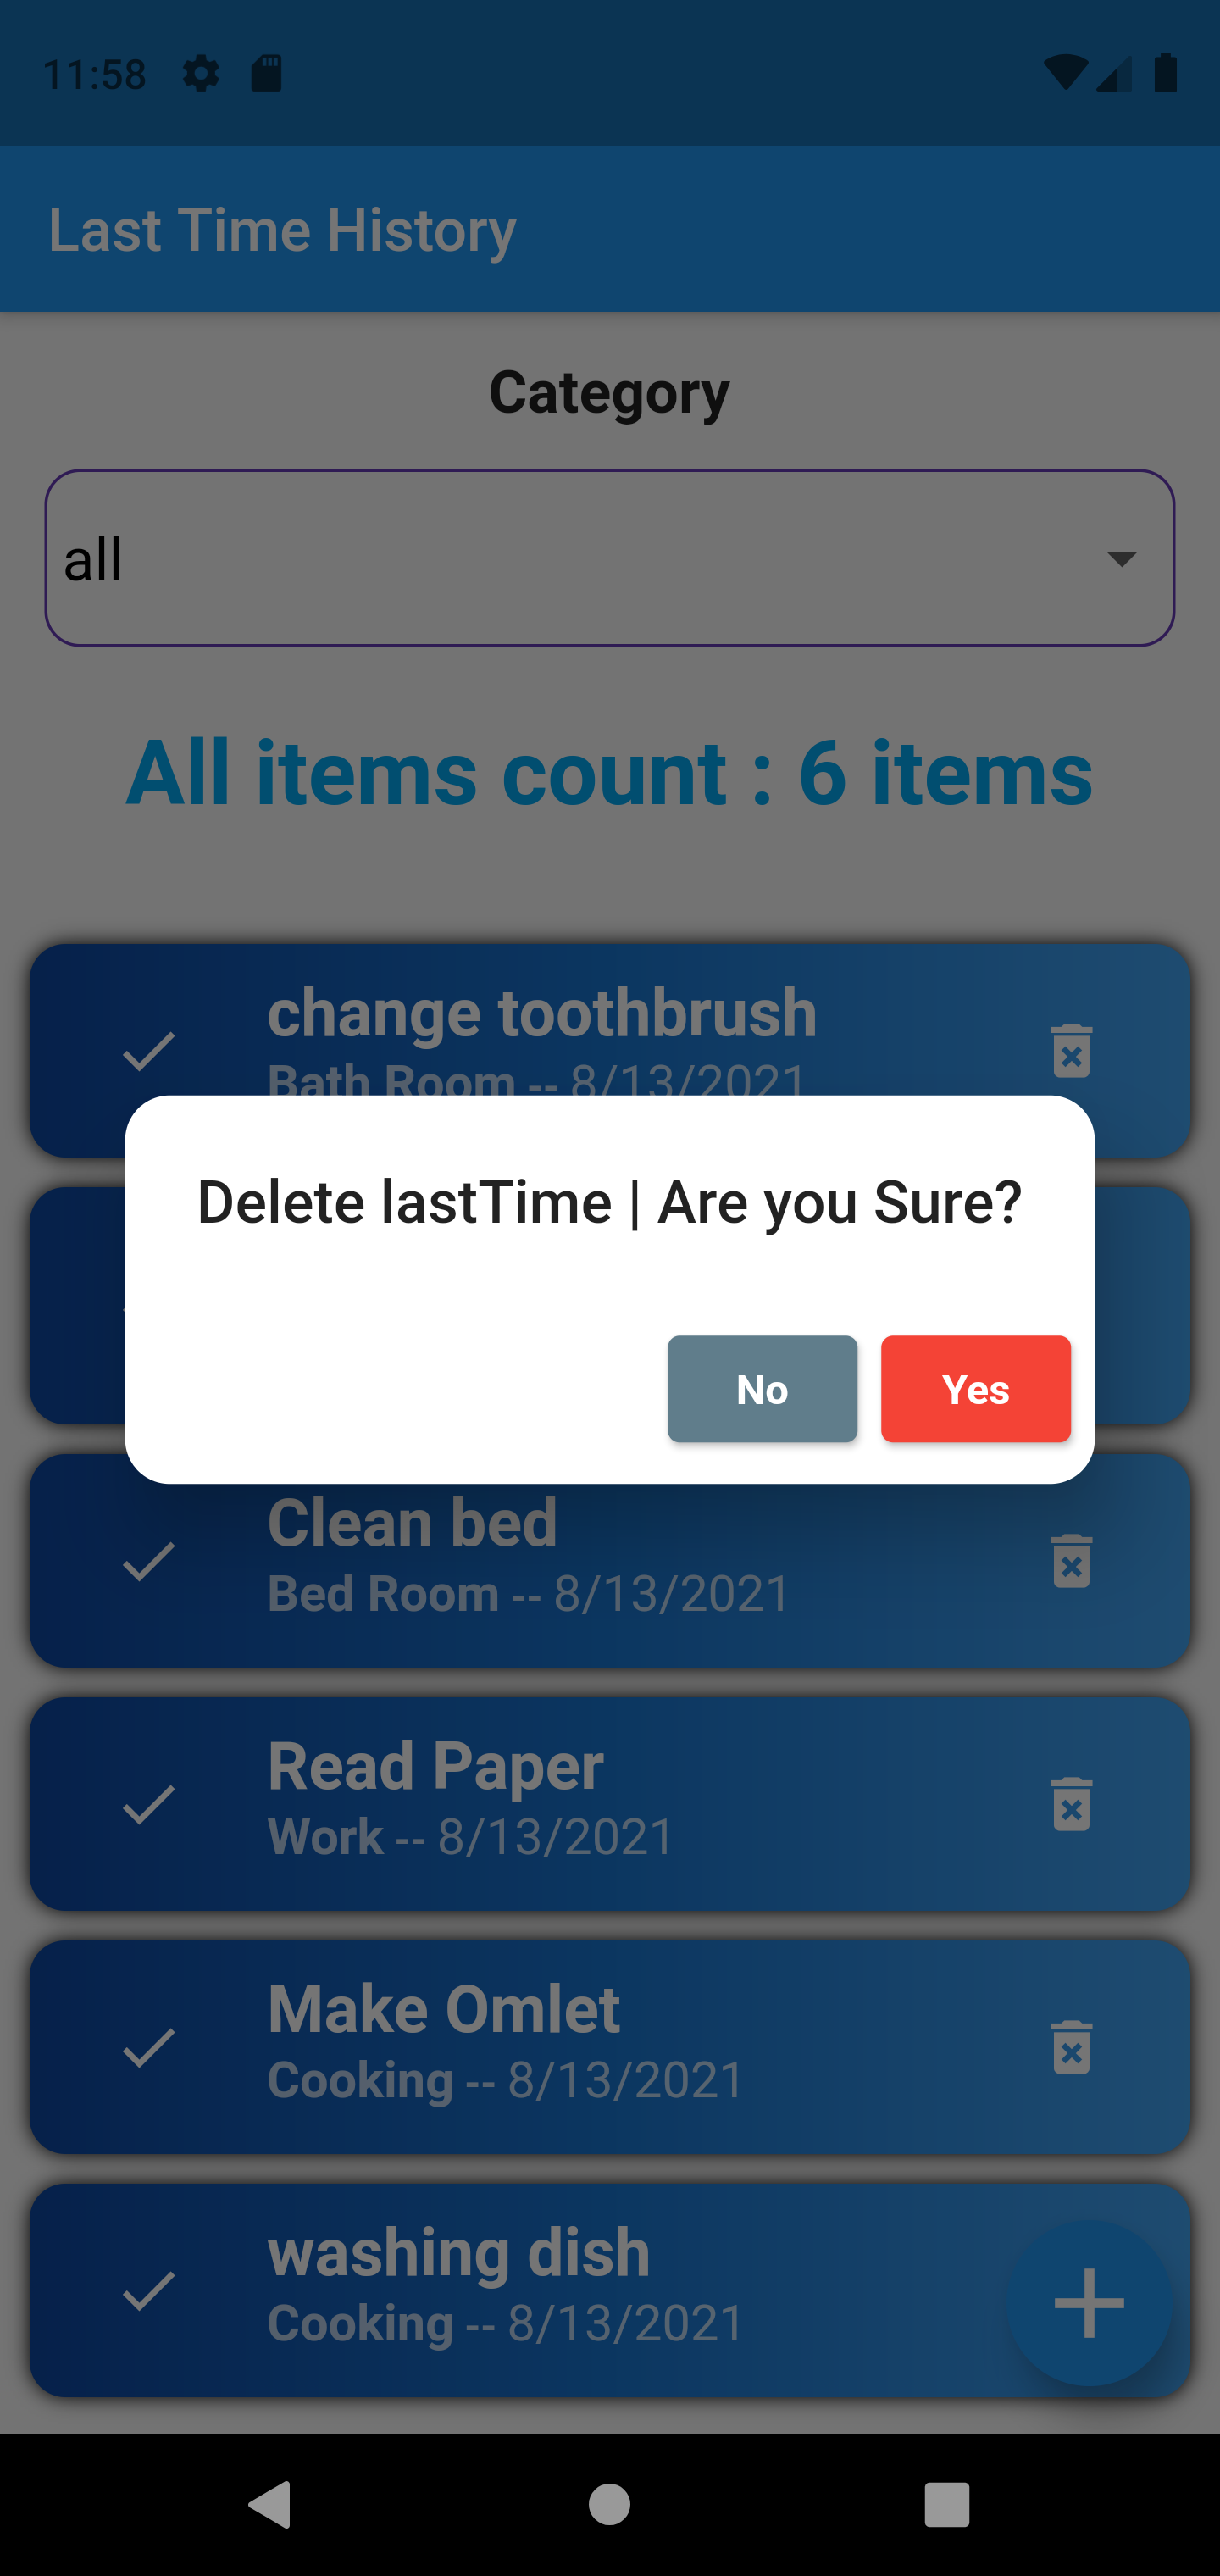 11:58
Last Time History
Category
all
All items count : 6 items
change toothbrush
Bath Room -- 8/13/2021
Delete lastTime | Are you Sure?
No
Yes
Clean bed
Bed Room -- 8/13/2021
Read Paper
Work -- 8/13/2021
Make Omlet
Cooking -- 8/13/2021
washing dish
Cooking -- 8/13/2021